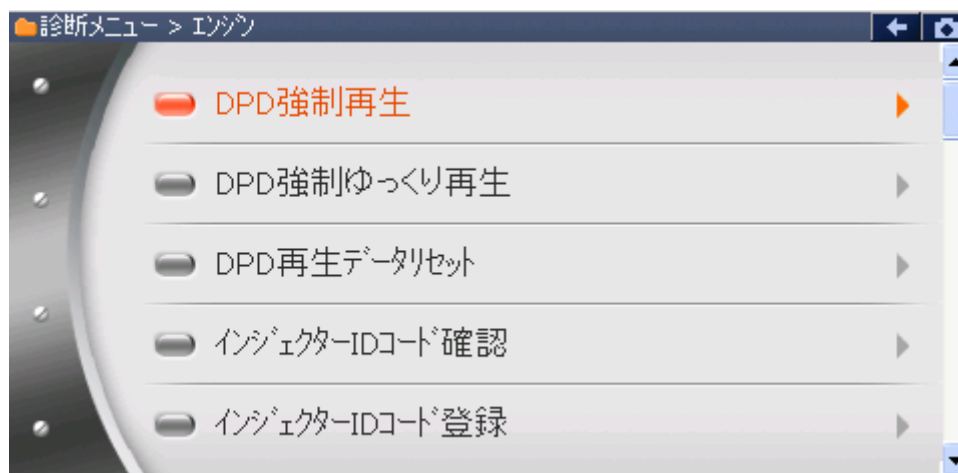 診断メニュー > エンジン
DPD強制再生
DPD強制ゆっくり再生
DPD再生データリセット
インジェクターIDコード確認
インジェクターIDコード登録